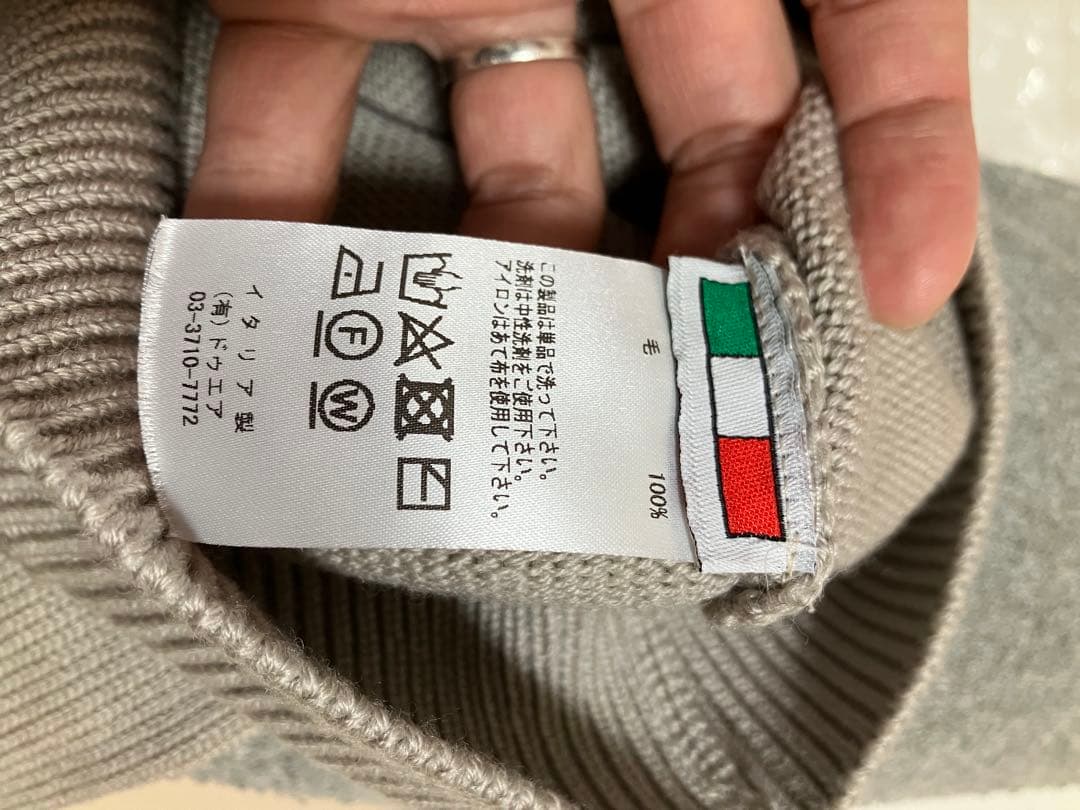 毛 100%
この製品は単品で洗って下さい。
洗剤は中性洗剤をご使用下さい。
アイロンはあて布を使用して下さい。
F
W
イタリア製
(有)ドゥエア
03-3710-7772